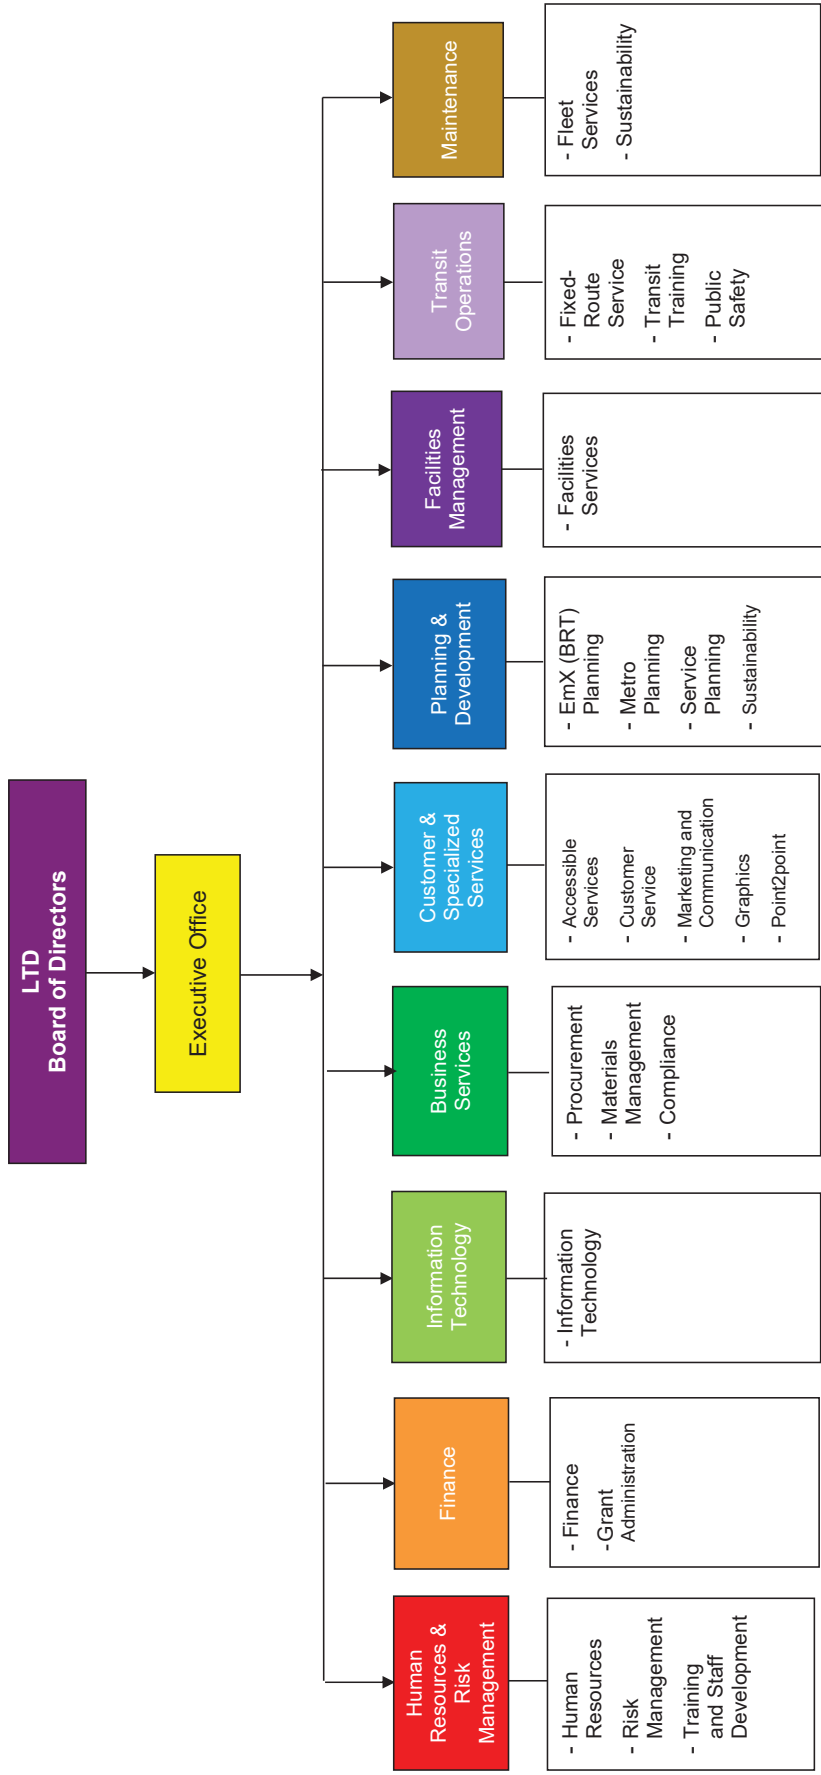 LTD
Board of Directors
Executive Office
Human
Resources &
Risk
Management
Finance
Information
Technology
Business
Services
Customer &
Specialized
Services
Planning &
Development
Facilities
Management
Transit
Operations
Maintenance
- Human
Resources
- Risk
Management
- Training
and Staff
Development
- Finance
-Grant
Administration
- Information
Technology
- Procurement
- Materials
Management
- Compliance
- Accessible
Services
- Customer
Service
- Marketing and
Communication
- Graphics
- Point2point
- EmX (BRT)
Planning
- Metro
Planning
- Service
Planning
- Sustainability
- Facilities
Services
- Fixed-
Route
Service
- Transit
Training
- Public
Safety
- Fleet
Services
- Sustainability